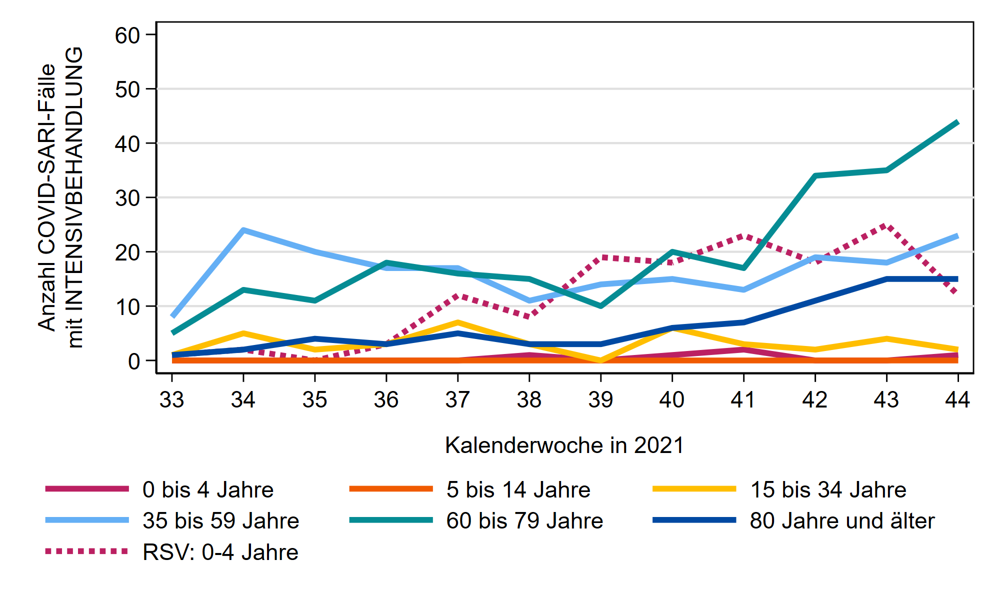 Anzahl COVID-SARI-Fälle
mit INTENSIVBEHANDLUNG
60
50
40
30
20
10
0
33 34 35 36 37 38 39 40 41 42 43 44
Kalenderwoche in 2021
0 bis 4 Jahre 5 bis 14 Jahre 15 bis 34 Jahre
35 bis 59 Jahre 60 bis 79 Jahre 80 Jahre und älter
RSV: 0-4 Jahre